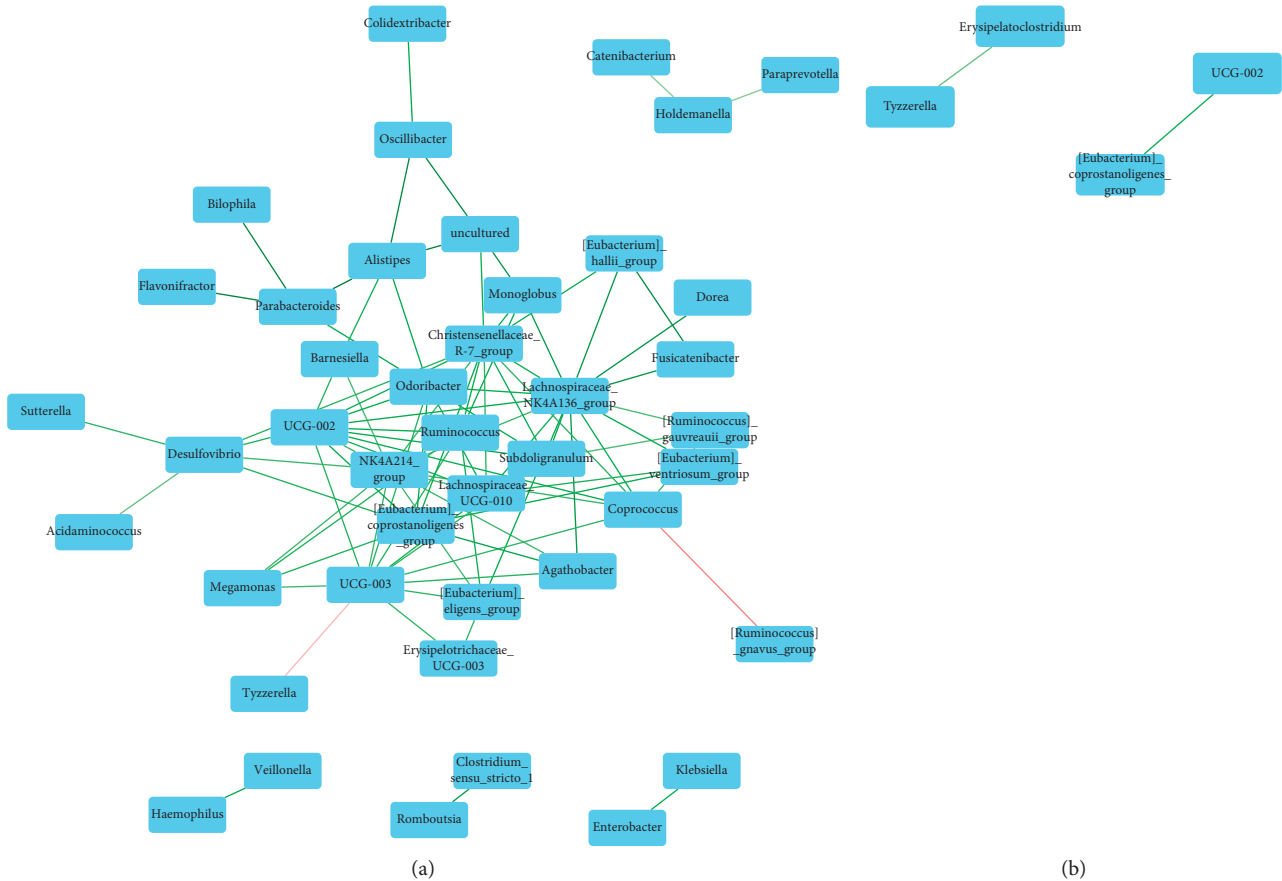 Colidextribacter
Erysipelatoclostridium
Catenibacterium
Paraprevotella
UCG-002
Tyzzerella
Holdemanella
Oscillibacter
[Eubacterium]_
coprostanoligenes_
group
Bilophila
uncultured
[Eubacterium]_
hallii_group
Alistipes
Flavonifractor
Parabacteroides
Monoglobus
Dorea
Christensenellaceae_
R-7_group
Barnesiella
Fusicatenibacter
Odoribacter
Lachnospiraceae_
NK4A136_group
Sutterella
UCG-002
Ruminococcus
[Ruminococcus]_
gauvreauii_group
Desulfovibrio
Subdoligranulum
NK4A214_
group
[Eubacterium]_
ventriosum_group
Lachnospiraceae_
UCG-010
Coprococcus
[Eubacterium]_
coprostanoligenes
_group
Acidaminococcus
Megamonas
UCG-003
Agathobacter
[Eubacterium]_
eligens_group
[Ruminococcus]
_gnavus_group
Erysipelotrichaceae_
UCG-003
Tyzzerella
Veillonella
Clostridium_
sensu_stricto_1
Klebsiella
Haemophilus
Romboutsia
Enterobacter
(a)
(b)